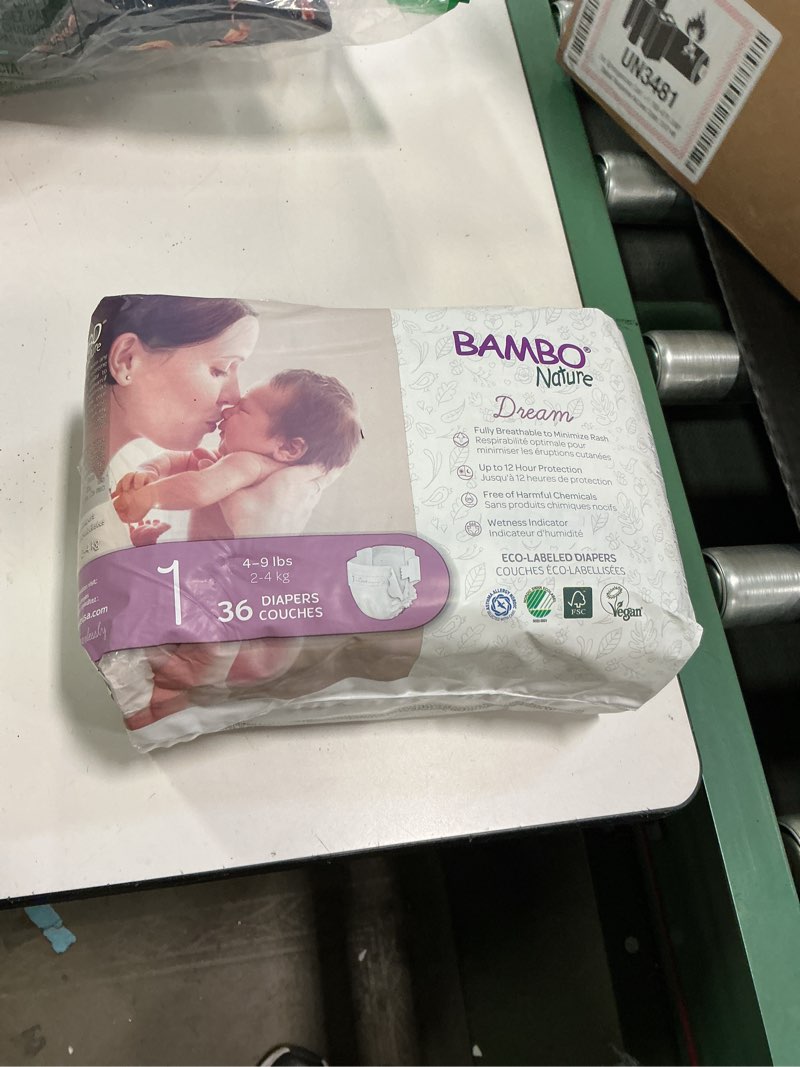 UN3481
BAMBO®
Nature
Dream
Fully Breathable to Minimize Rash
Respirabilité optimale pour
minimiser les éruptions cutanées
Up to 12 Hour Protection
Jusqu'à 12 heures de protection
Free of Harmful Chemicals
Sans produits chimiques nocifs
Wetness Indicator
Indicateur d'humidité
ECO-LABELED DIAPERS
COUCHES ÉCO-LABELLISÉES
FSC
Vegan
1
4-9 lbs
2-4 kg
36 DIAPERS
COUCHES